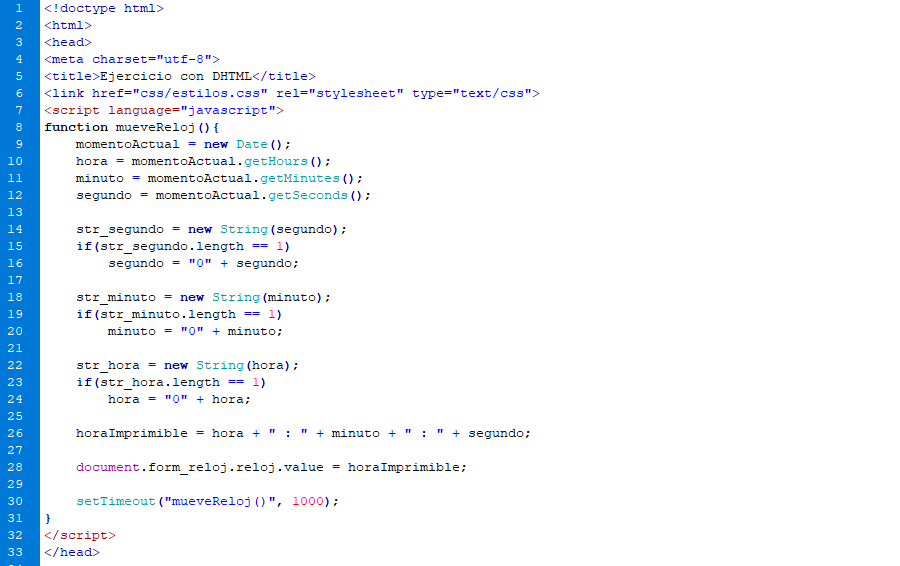 1 <!doctype html>
2 <html>
3 <head>
4 <meta charset="utf-8">
5 <title>Ejercicio con DHTML</title>
6 <link href="css/estilos.css" rel="stylesheet" type="text/css">
7 <script language="javascript">
8 function mueveReloj(){
9     momentoActual = new Date();
10     hora = momentoActual.getHours();
11     minuto = momentoActual.getMinutes();
12     segundo = momentoActual.getSeconds();
13
14     str_segundo = new String(segundo);
15     if(str_segundo.length == 1)
16         segundo = "0" + segundo;
17
18     str_minuto = new String(minuto);
19     if(str_minuto.length == 1)
20         minuto = "0" + minuto;
21
22     str_hora = new String(hora);
23     if(str_hora.length == 1)
24         hora = "0" + hora;
25
26     horaImprimible = hora + " : " + minuto + " : " + segundo;
27
28     document.form_reloj.reloj.value = horaImprimible;
29
30     setTimeout("mueveReloj()", 1000);
31 }
32 </script>
33 </head>